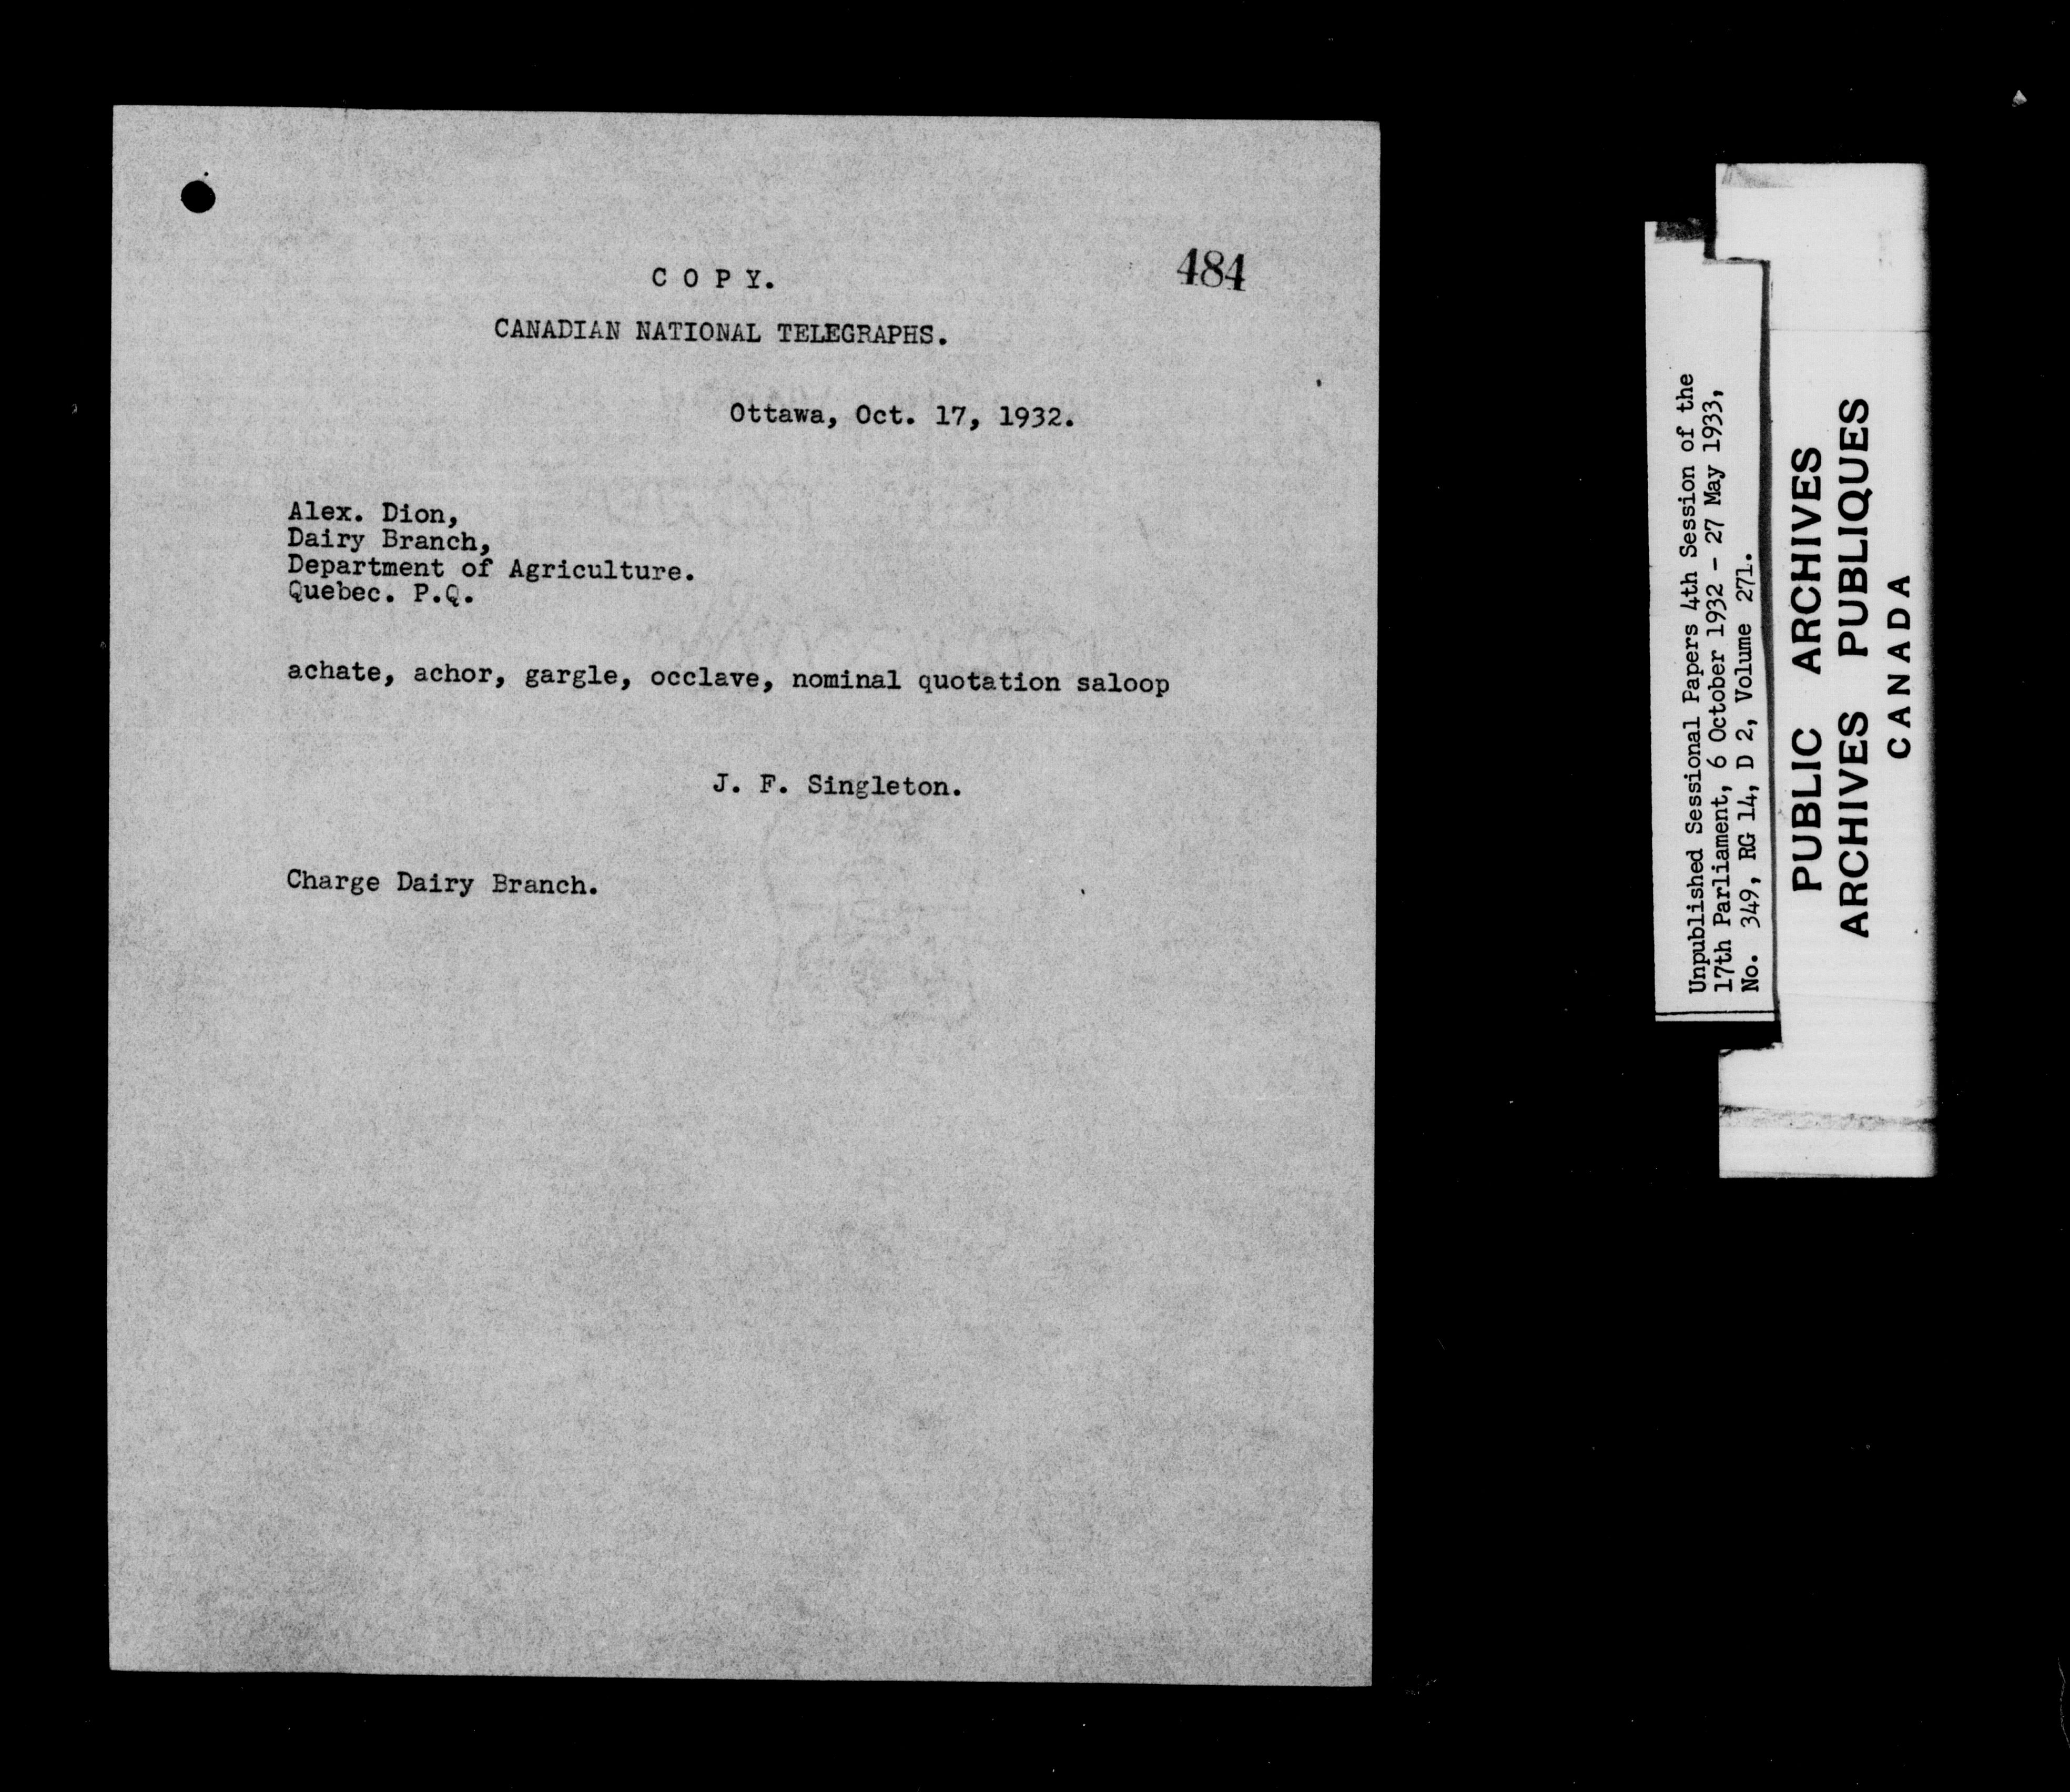 484
C O P Y.
CANADIAN NATIONAL TELEGRAPHS.
Ottawa, Oct. 17, 1932.
Alex. Dion,
Dairy Branch,
Department of Agriculture.
Quebec. P.Q.
achate, achor, gargle, occlave, nominal quotation saloop
J. F. Singleton.
Charge Dairy Branch.
Unpublished Sessional Papers 4th Session of the
17th Parliament, 6 October 1932 - 27 May 1933,
No. 349, RG 14, D 2, Volume 271.
PUBLIC ARCHIVES
ARCHIVES PUBLIQUES
CANADA